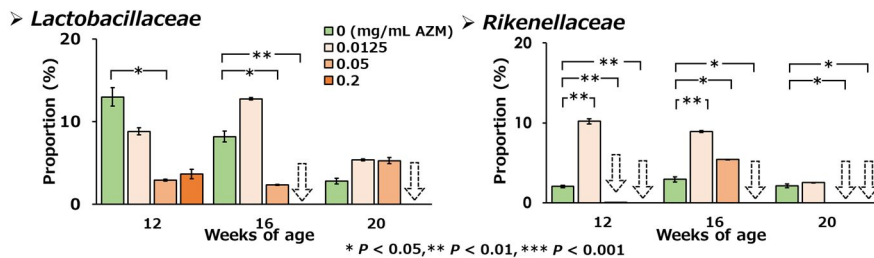 ➢ Lactobacillaceae
Proportion (%)
20
10
0
*
**
*
0 (mg/mL AZM)
0.0125
0.05
0.2
12 16 20
Weeks of age
➢ Rikenellaceae
Proportion (%)
20
10
0
**
**
**
*
*
**
*
*
12 16 20
Weeks of age
* P < 0.05, ** P < 0.01, *** P < 0.001